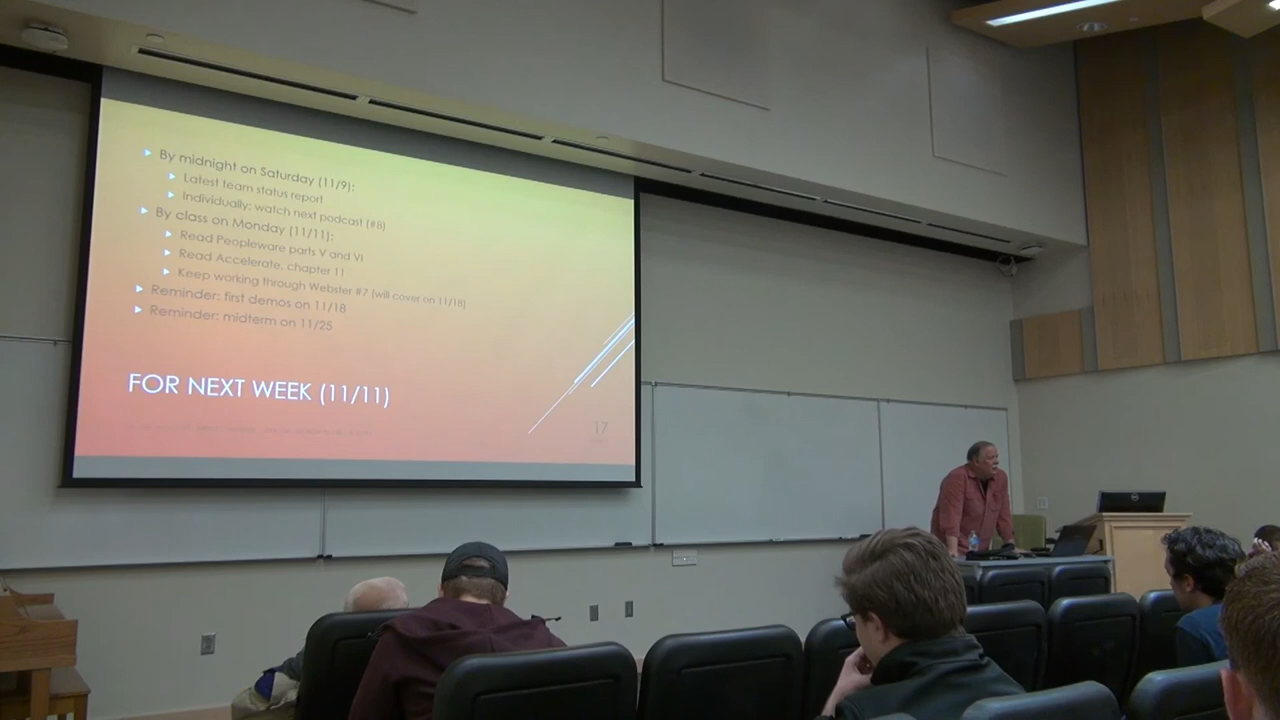 By midnight on Saturday (11/9):
Latest team status report
Individually: watch next podcast (#8)
By class on Monday (11/11):
Read Peopleware parts V and VI
Read Accelerate, chapter 11
Keep working through Webster #7 (will cover on 11/18)
Reminder: first demos on 11/18
Reminder: midterm on 11/25
FOR NEXT WEEK (11/11)
17